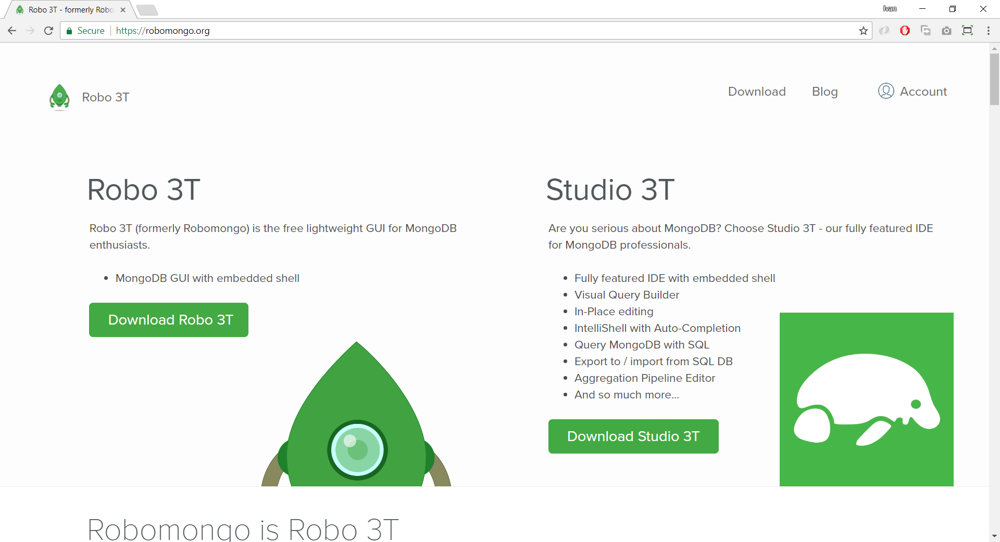 Robo 3T - formerly Robo
Ivan
Secure
https://robomongo.org
Robo 3T
Download
Blog
Account
Robo 3T
Robo 3T (formerly Robomongo) is the free lightweight GUI for MongoDB
enthusiasts.
MongoDB GUI with embedded shell
Download Robo 3T
Studio 3T
Are you serious about MongoDB? Choose Studio 3T - our fully featured IDE
for MongoDB professionals.
Fully featured IDE with embedded shell
Visual Query Builder
In-Place editing
IntelliShell with Auto-Completion
Query MongoDB with SQL
Export to / import from SQL DB
Aggregation Pipeline Editor
And so much more...
Download Studio 3T
Robomongo is Robo 3T